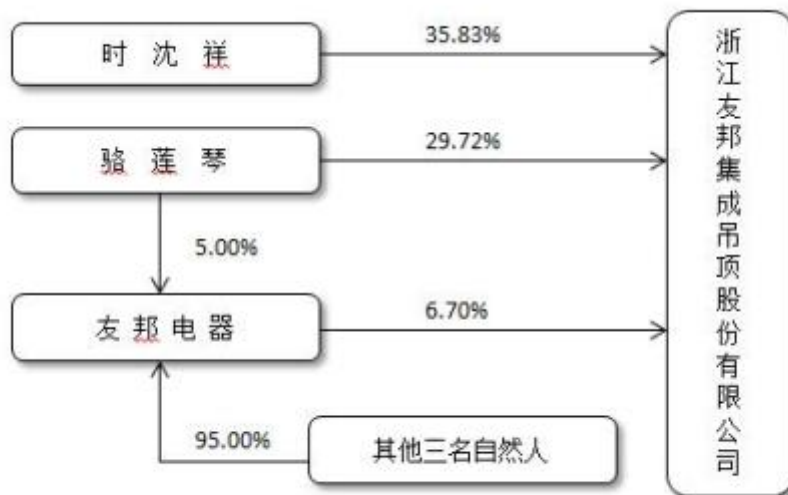 时沈祥
35.83%
骆莲琴
29.72%
5.00%
友邦电器
6.70%
95.00%
其他三名自然人
浙江友邦集成吊顶股份有限公司